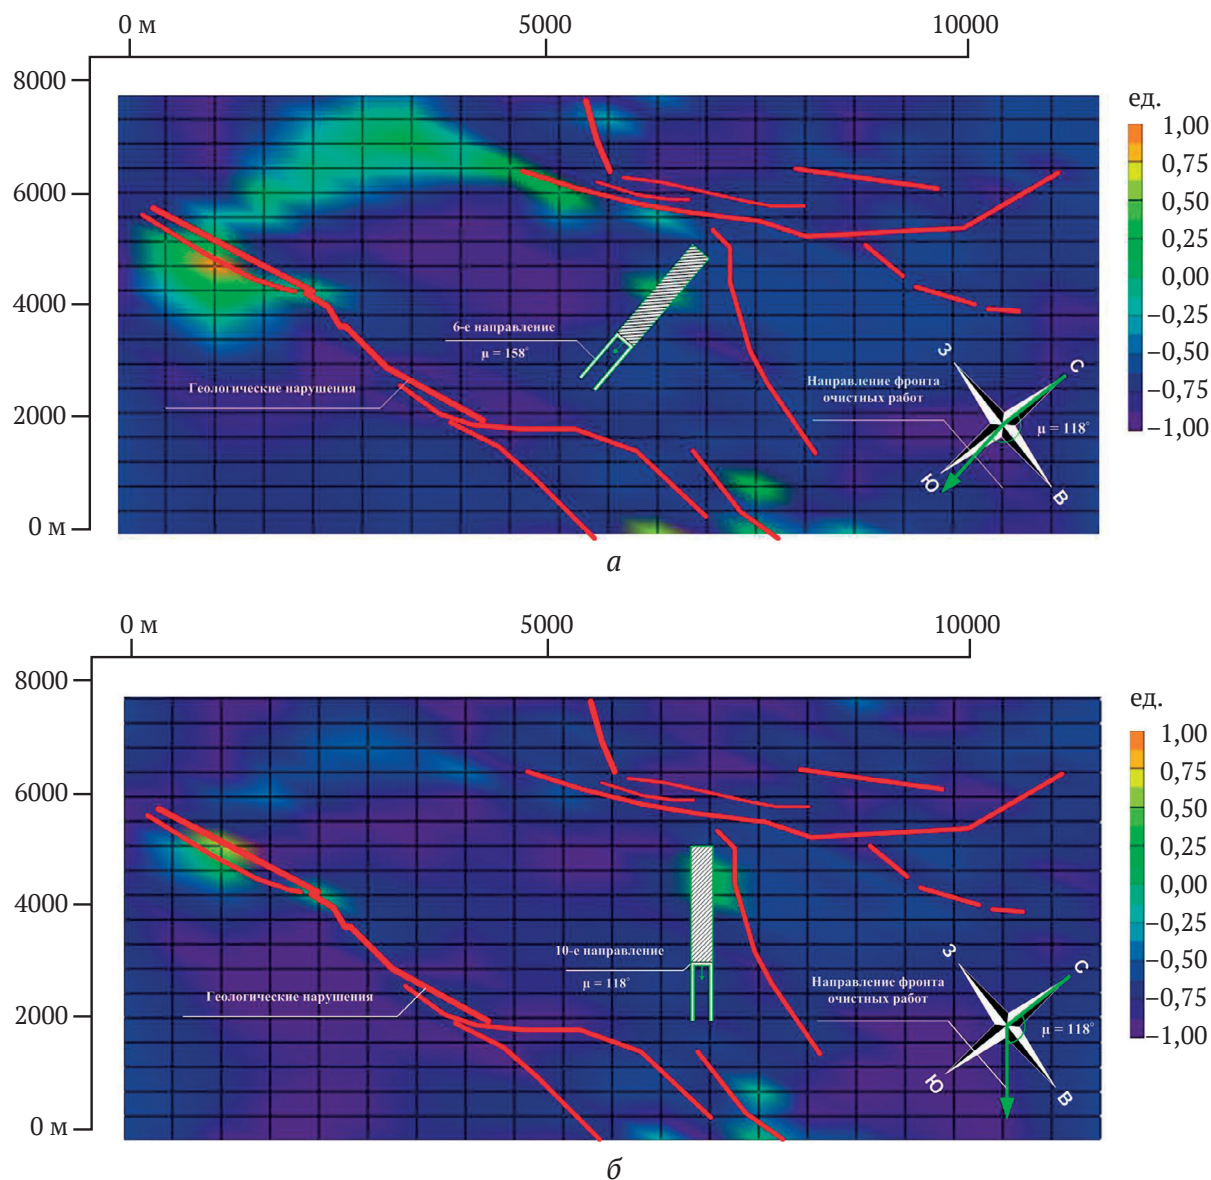 0 м 5000 10000
8000
ед.
1,00
0,75
6000
0,50
0,25
0,00
4000
−0,25
6-е направление
μ = 158°
−0,50
З
С
Геологические нарушения
Направление фронта
очистных работ
−0,75
2000
μ = 118°
−1,00
Ю
В
0 м
а
0 м 5000 10000
8000
ед.
1,00
0,75
6000
0,50
0,25
4000
0,00
−0,25
10-е направление
μ = 118°
З
−0,50
С
Геологические нарушения
Направление фронта
очистных работ
−0,75
2000
μ = 118°
−1,00
Ю
В
0 м
б